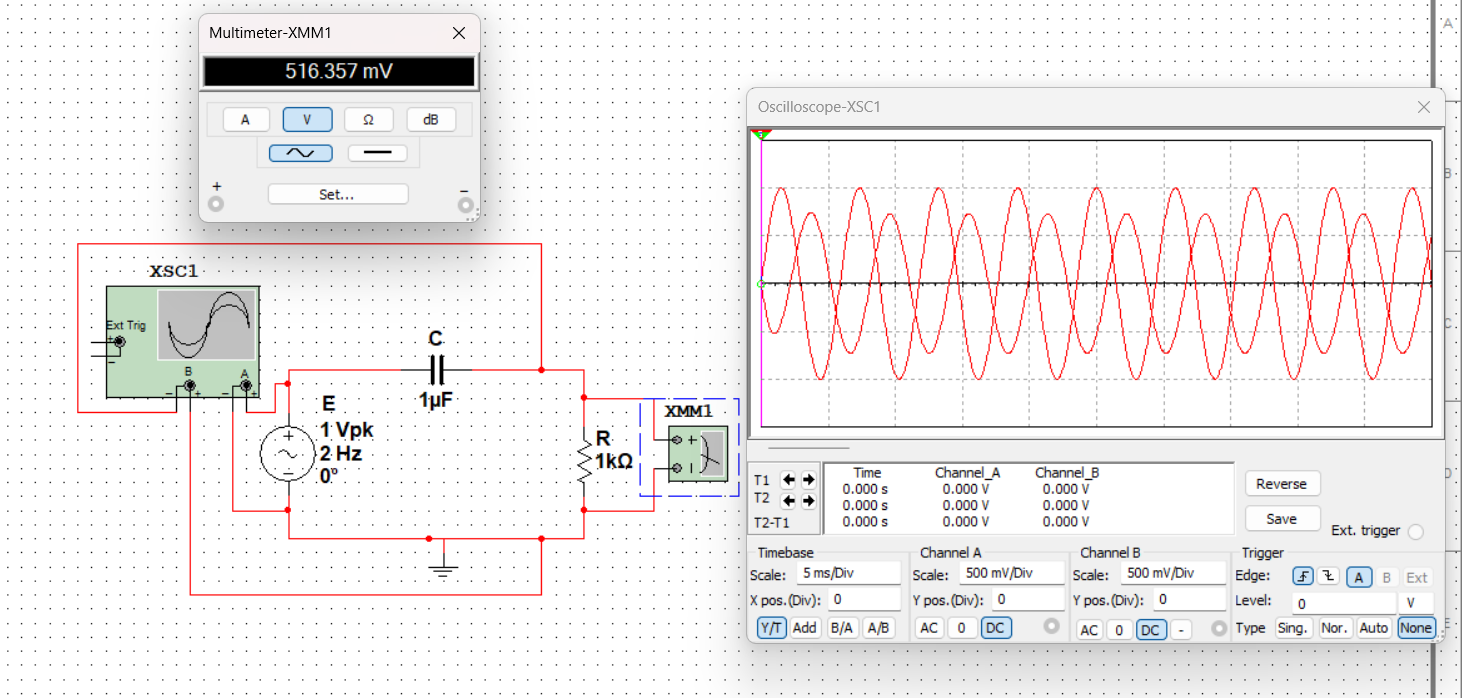 Multimeter-XMM1
516.357 mV
A V Ω dB
+ −
Set...
XSC1
Ext Trig
+
−
B A
− + − +
C
1µF
E
1 Vpk
2 Hz
0°
+
R
1kΩ
XMM1
+
A
B
C
D
E
Oscilloscope-XSC1
T1
T2
T2-T1
Time Channel_A Channel_B
0.000 s 0.000 V 0.000 V
0.000 s 0.000 V 0.000 V
0.000 s 0.000 V 0.000 V
Reverse
Save
Ext. trigger
Timebase
Scale: 5 ms/Div
X pos.(Div): 0
Y/T Add B/A A/B
Channel A
Scale: 500 mV/Div
Y pos.(Div): 0
AC 0 DC
Channel B
Scale: 500 mV/Div
Y pos.(Div): 0
AC 0 DC -
Trigger
Edge: A B Ext
Level: 0 V
Type Sing. Nor. Auto None